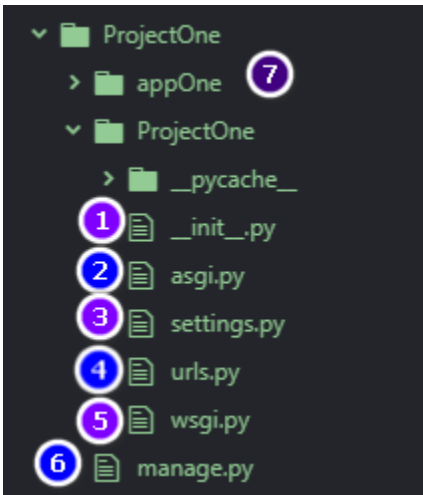 ProjectOne
appOne 7
ProjectOne
__pycache__
1 __init__.py
2 asgi.py
3 settings.py
4 urls.py
5 wsgi.py
6 manage.py